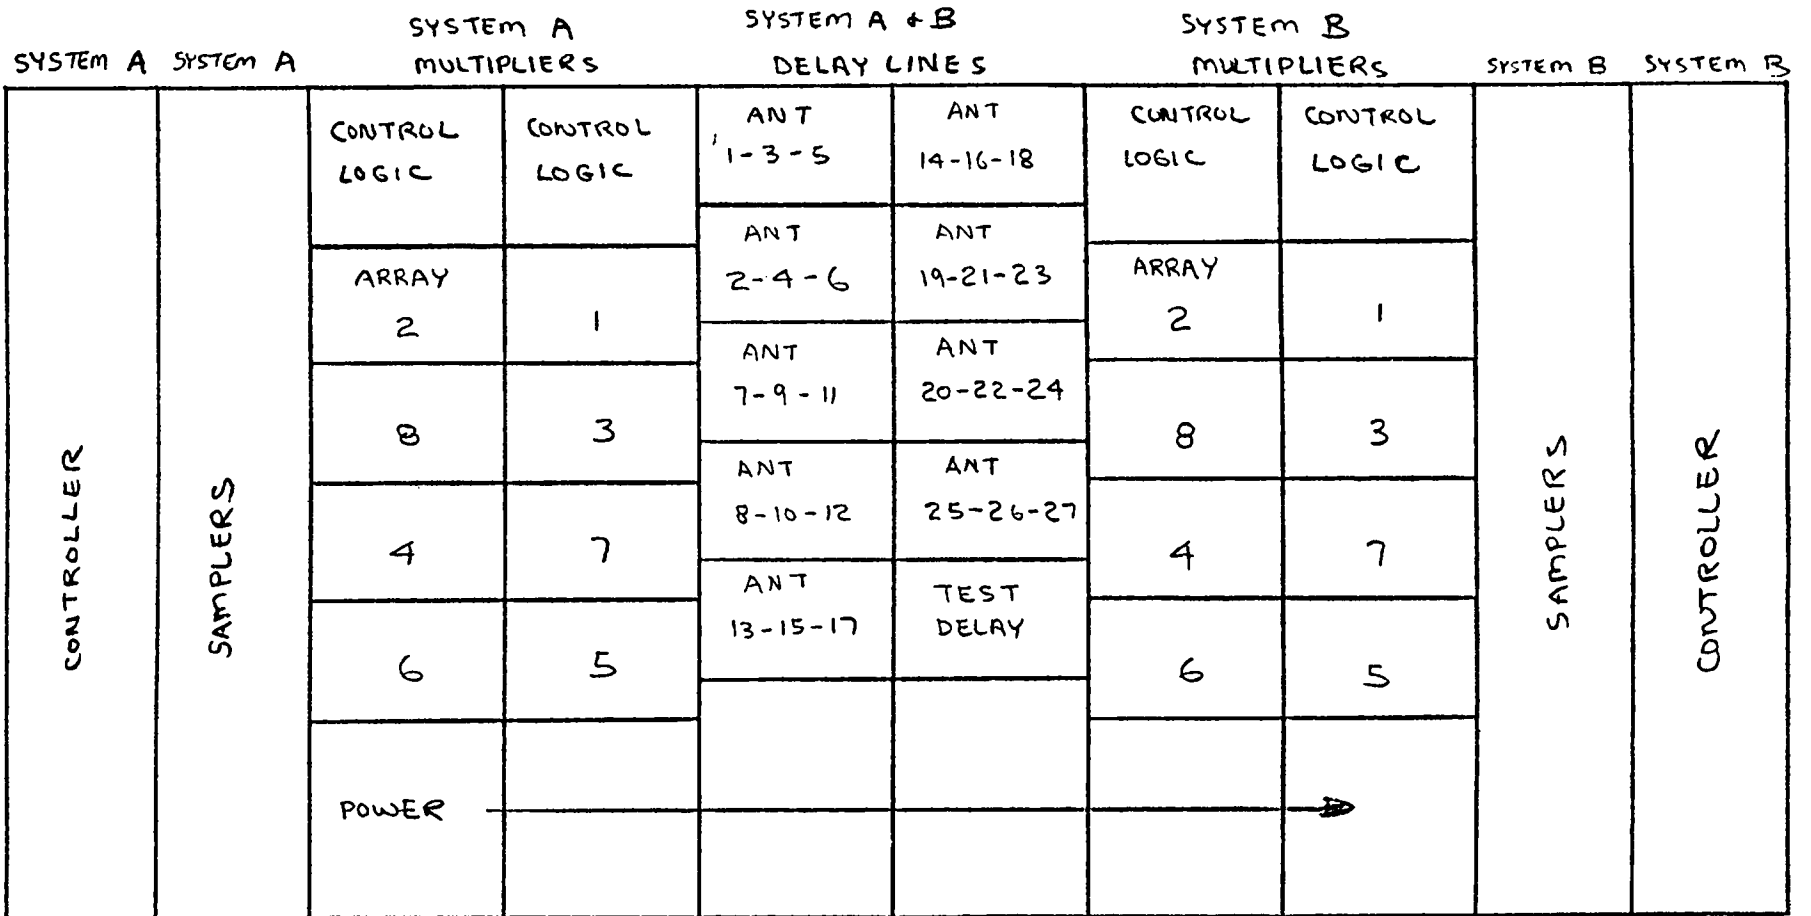 SYSTEM A
SYSTEM A
SYSTEM A
MULTIPLIERS
SYSTEM A & B
DELAY LINES
SYSTEM B
MULTIPLIERS
SYSTEM B
SYSTEM B
CONTROLLER
SAMPLERS
CONTROL
LOGIC
ARRAY
2
8
4
6
POWER
CONTROL
LOGIC
1
3
7
5
ANT
1-3-5
ANT
2-4-6
ANT
7-9-11
ANT
8-10-12
ANT
13-15-17
ANT
14-16-18
ANT
19-21-23
ANT
20-22-24
ANT
25-26-27
TEST
DELAY
CONTROL
LOGIC
ARRAY
2
8
4
6
CONTROL
LOGIC
1
3
7
5
SAMPLERS
CONTROLLER